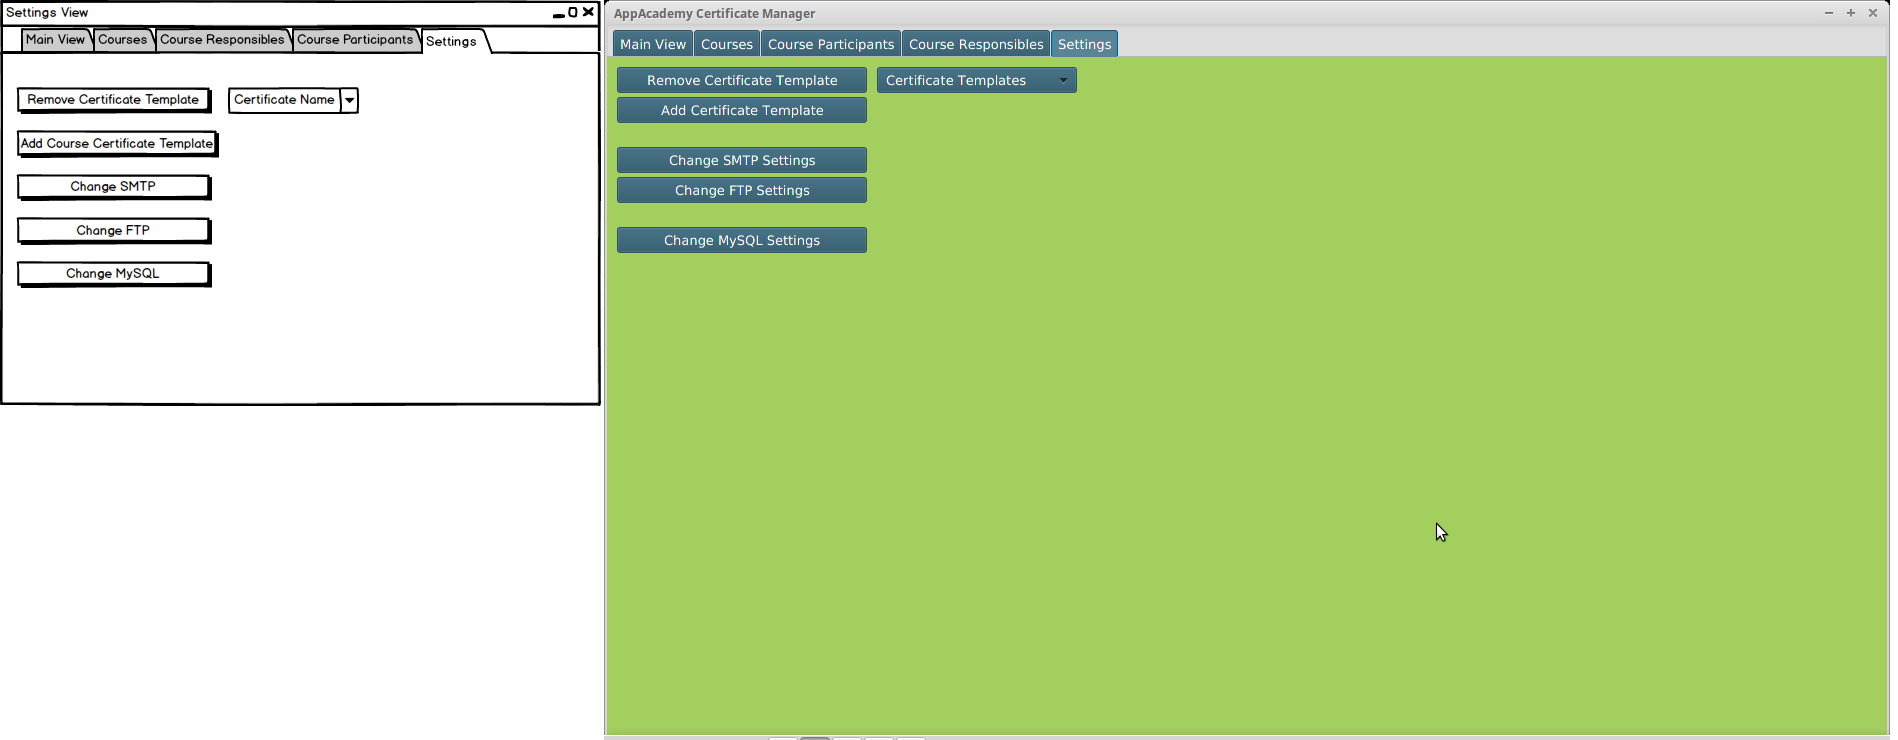 Settings View
Main View Courses Course Responsibles Course Participants Settings
Remove Certificate Template Certificate Name
Add Course Certificate Template
Change SMTP
Change FTP
Change MySQL
AppAcademy Certificate Manager
Main View Courses Course Participants Course Responsibles Settings
Remove Certificate Template Certificate Templates
Add Certificate Template
Change SMTP Settings
Change FTP Settings
Change MySQL Settings